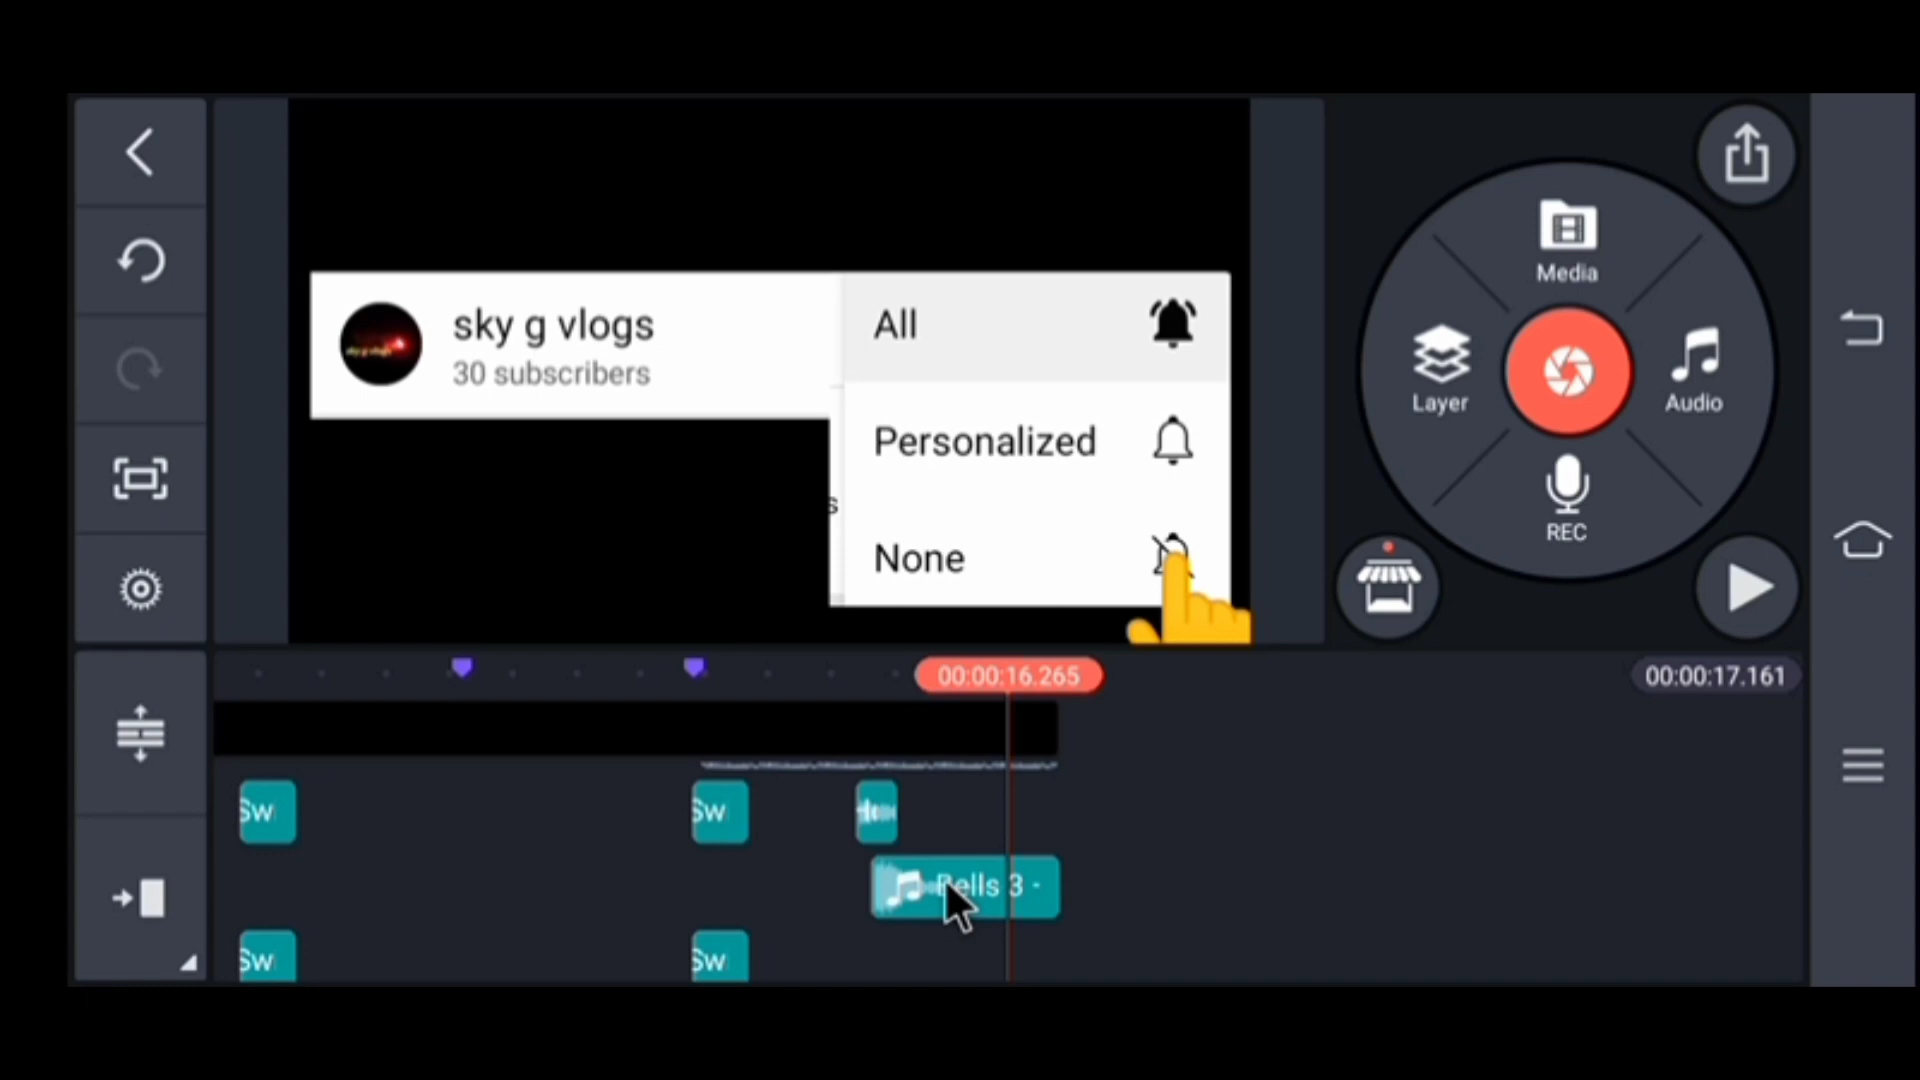 sky g vlogs
30 subscribers
All
Personalized
None
s
Media
Layer
Audio
REC
00:00:16.265
00:00:17.161
Sw
Sw
Bells 3 -
Sw
Sw